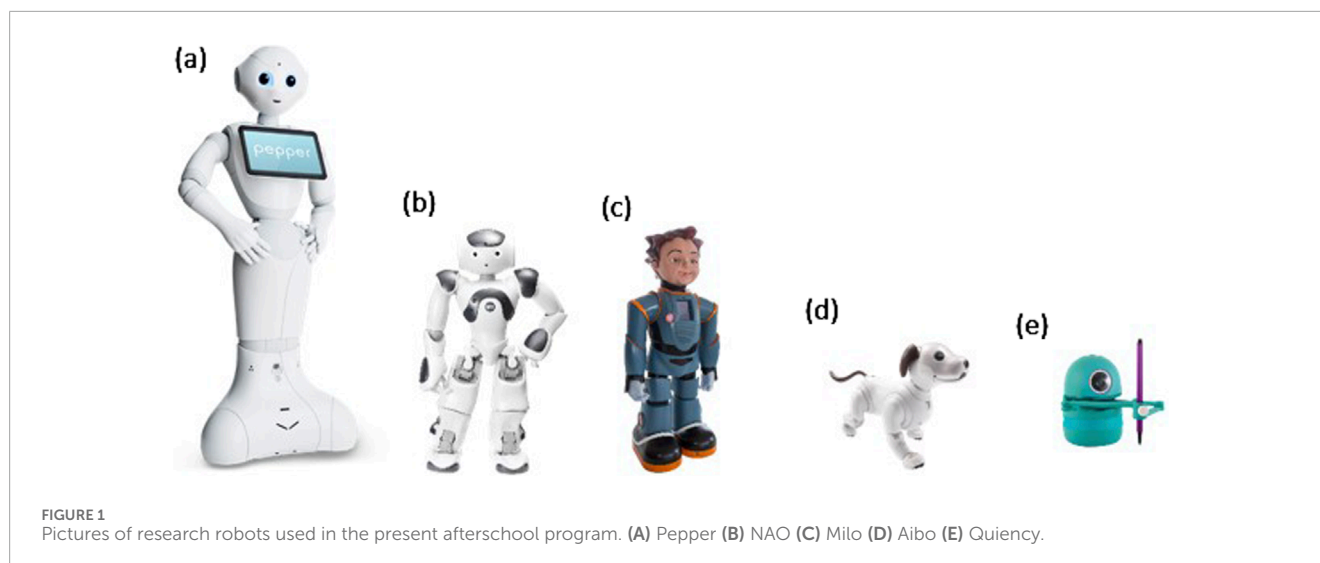 (a)
pepper
(b)
(c)
(d)
(e)
FIGURE 1
Pictures of research robots used in the present afterschool program. (A) Pepper (B) NAO (C) Milo (D) Aibo (E) Quiency.